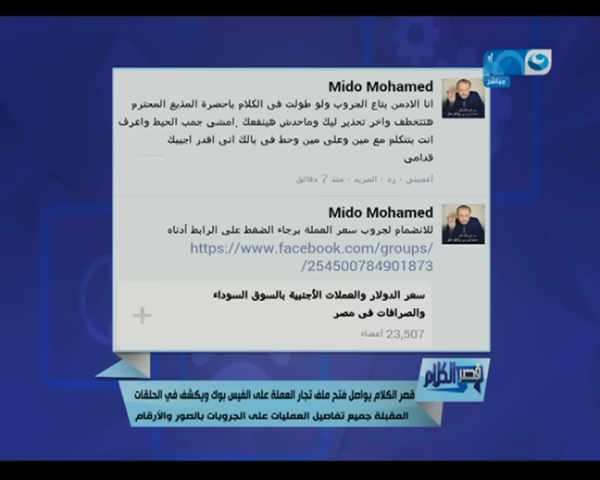 مباشر
Mido Mohamed
انا الادمن بتاع الجروب ولو طولت فى الكلام ياحضرة المذيع المحترم
هتتخطف واخر تحذير ليك ومحدش هينفعك .إمشى جمب الحيط واعرف
انت بتتكلم مع مين وعلى مين وحط فى بالك انى اقدر اجيبك
قدامى
أعجبنى · رد · المزيد · منذ 7 دقائق
Mido Mohamed
للانضمام لجروب سعر العملة برجاء الضغط على الرابط أدناه
https://www.facebook.com/groups/
254500784901873/
سعر الدولار والعملات الأجنبية بالسوق السوداء
والصرافات فى مصر
23,507 أعضاء
قصر الكلام
قصر الكلام يواصل فتح ملف تجار العملة على الفيس بوك ويكشف في الحلقات
المقبلة جميع تفاصيل العمليات على الجروبات بالصور والأرقام